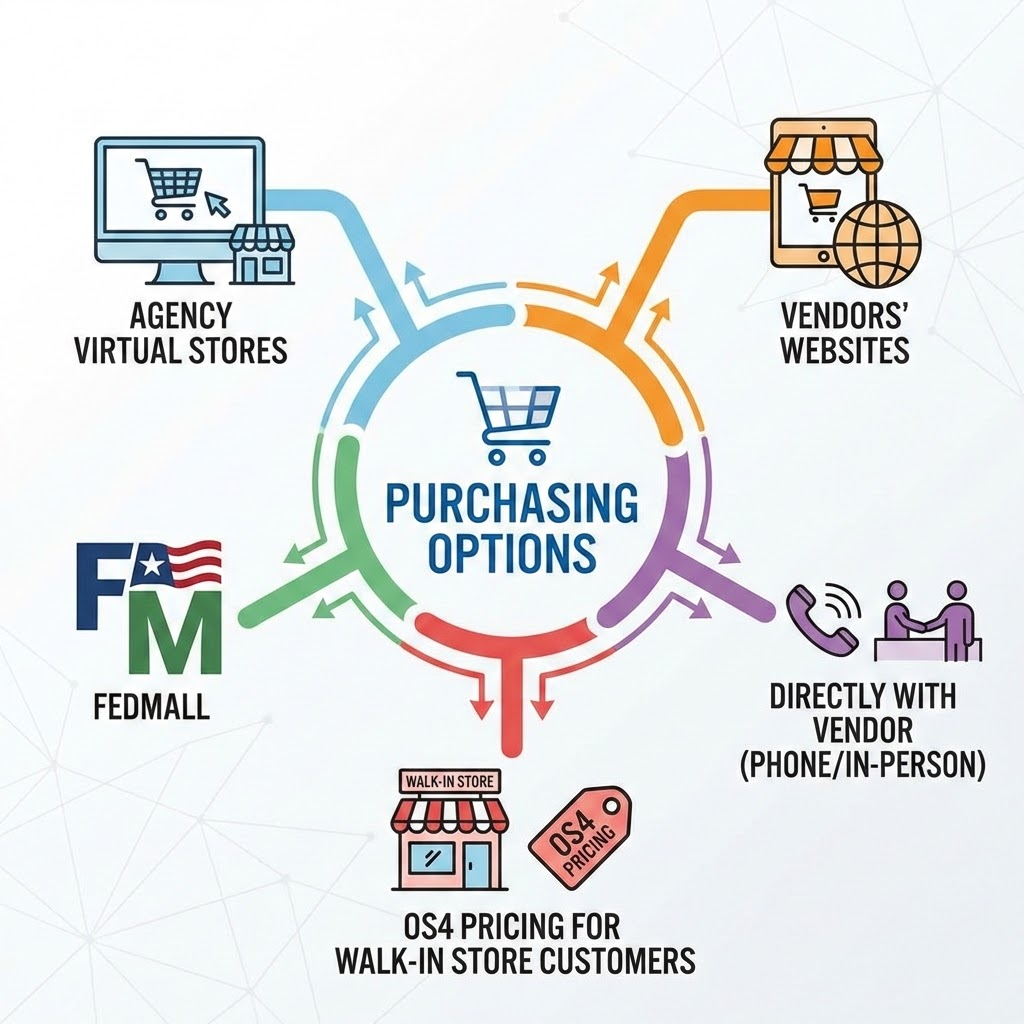 AGENCY
VIRTUAL STORES
VENDORS'
WEBSITES
PURCHASING
OPTIONS
FM
FEDMALL
DIRECTLY WITH
VENDOR
(PHONE/IN-PERSON)
WALK-IN STORE
OS4
PRICING
OS4 PRICING FOR
WALK-IN STORE CUSTOMERS